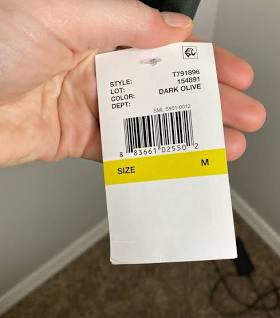 STYLE: T791896
LOT: 154891
COLOR: DARK OLIVE
DEPT:
8 83661 02550 2
SIZE M